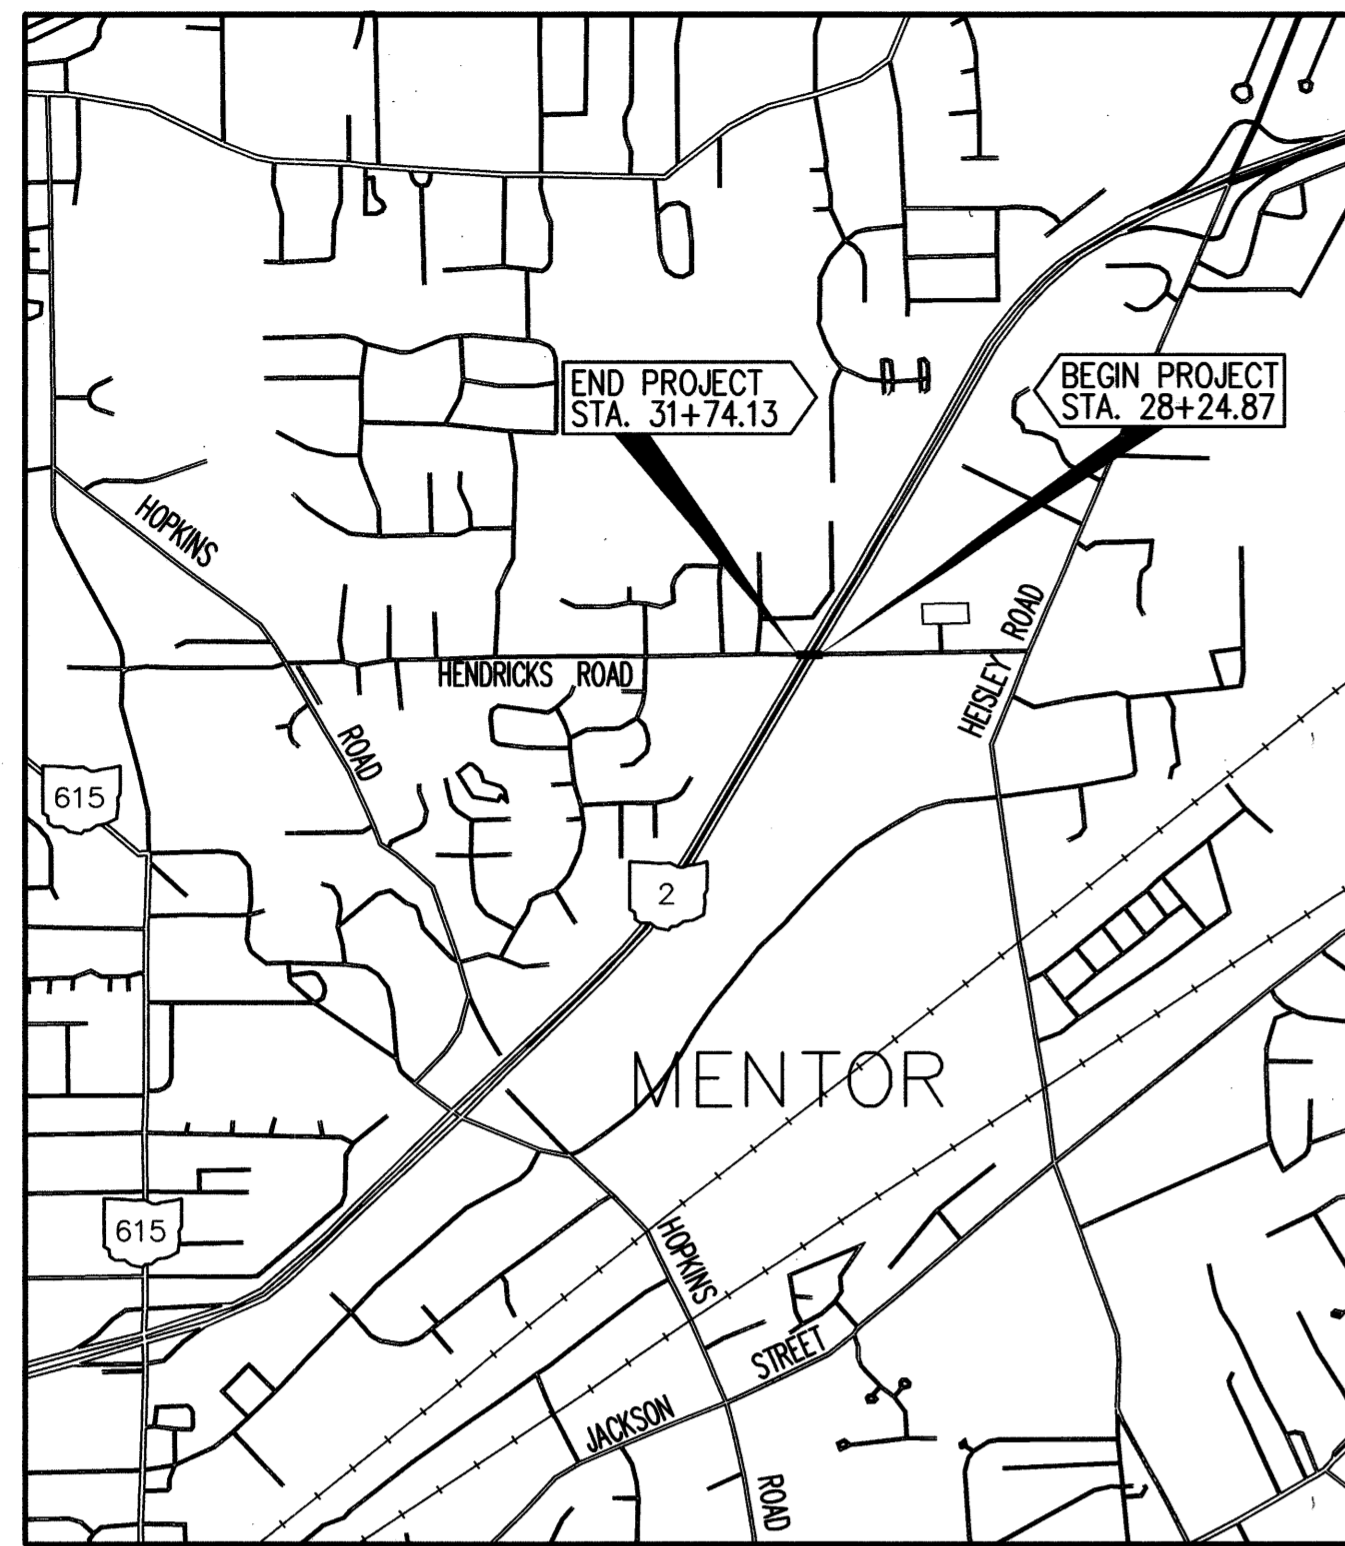 END PROJECT
STA. 31+74.13
BEGIN PROJECT
STA. 28+24.87
HOPKINS
ROAD
HENDRICKS ROAD
HEISLEY ROAD
615
2
MENTOR
615
HOPKINS
ROAD
JACKSON STREET